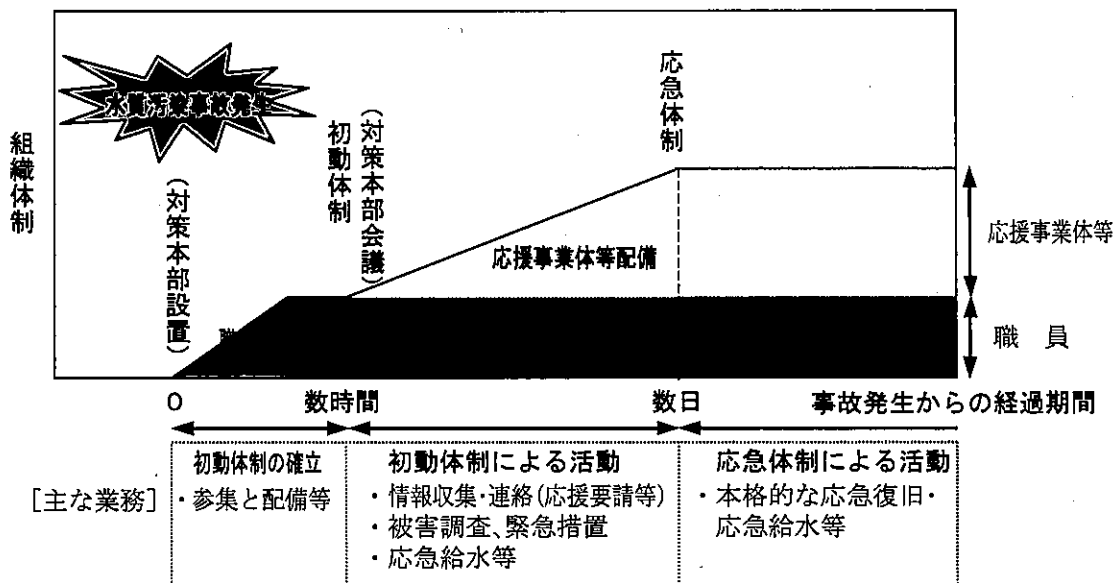 水質汚染事故発生
組織体制
(対策本部設置)
初動体制
(対策本部会議)
応急体制
応援事業体等配備
応援事業体等
職 員
0
数時間
数日
事故発生からの経過期間
[主な業務]
初動体制の確立
・参集と配備等
初動体制による活動
・情報収集・連絡(応援要請等)
・被害調査、緊急措置
・応急給水等
応急体制による活動
・本格的な応急復旧・
応急給水等